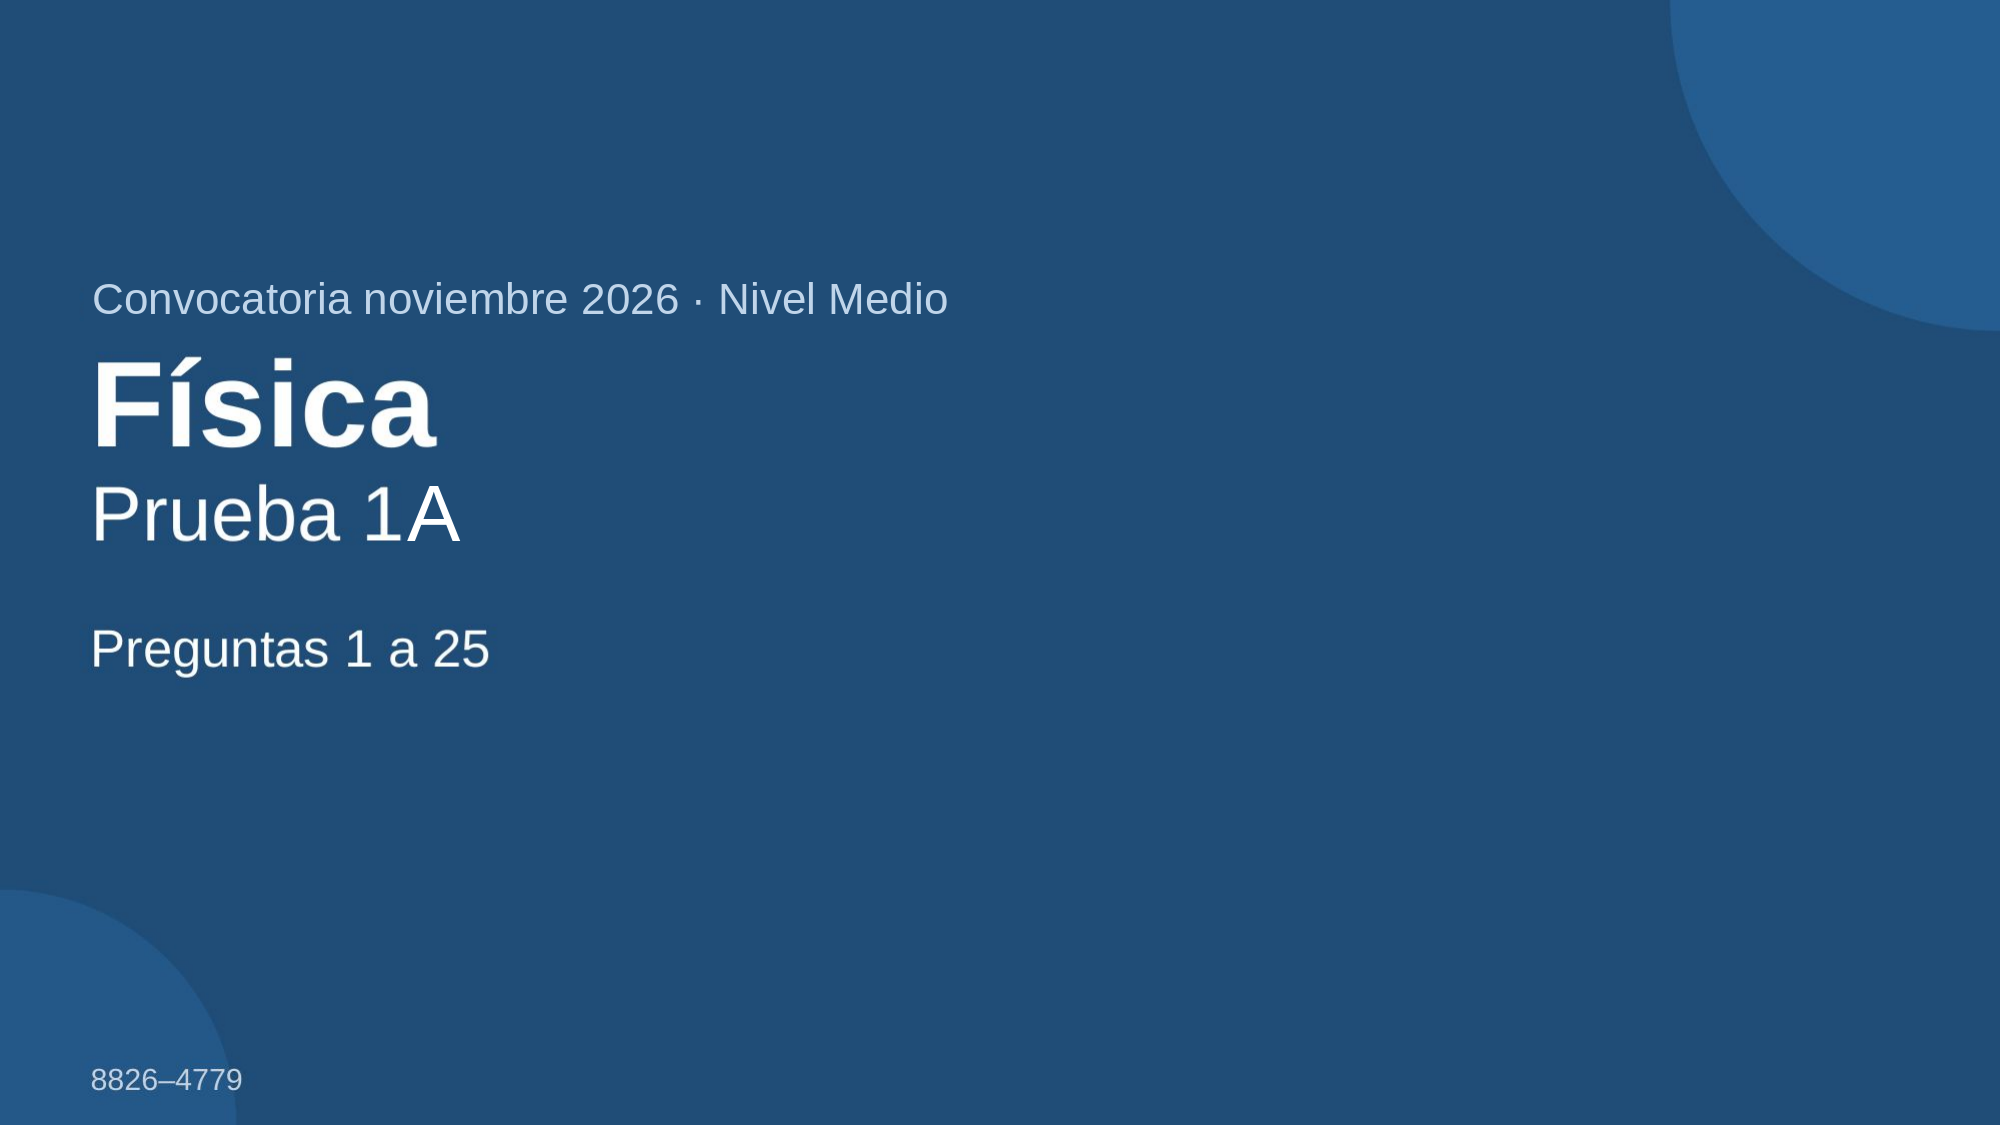 Convocatoria noviembre 2026 · Nivel Medio
Física
Prueba 1A
Preguntas 1 a 25
8826–4779